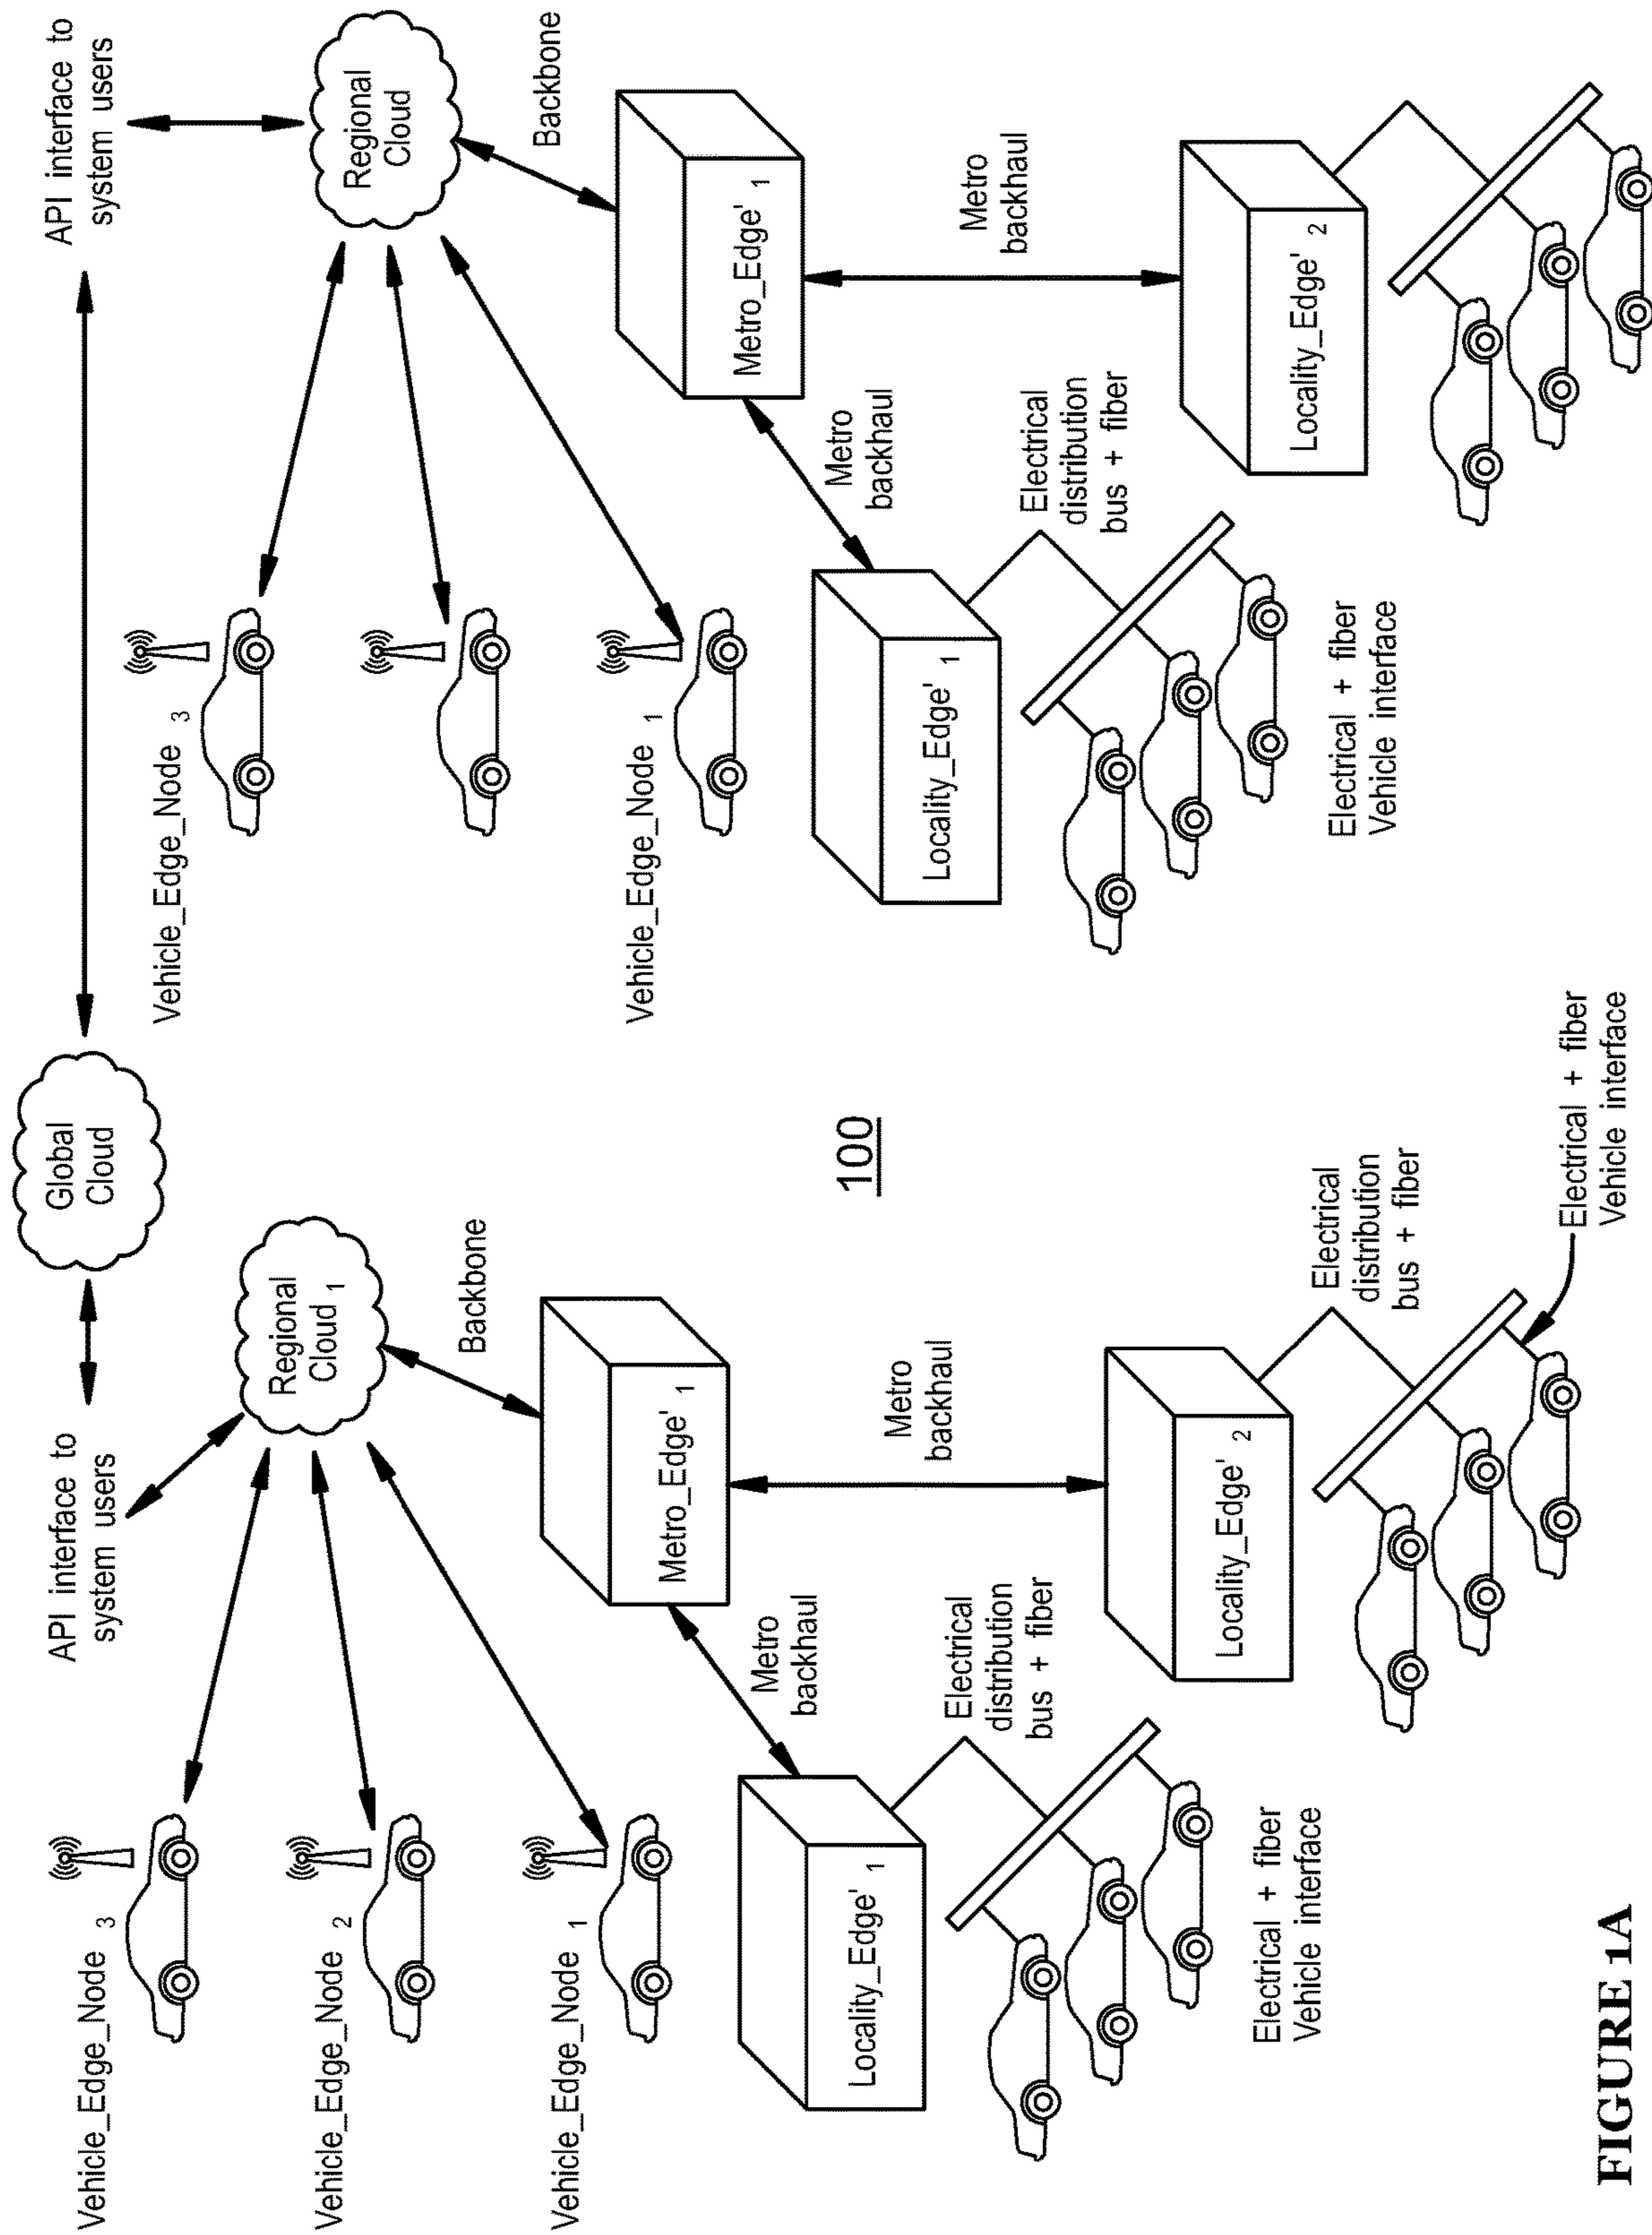 Global
Cloud
API interface to
system users
Regional
Cloud 1
Backbone
Vehicle_Edge_Node 3
Vehicle_Edge_Node 2
Vehicle_Edge_Node 1
Metro_Edge' 1
Metro
backhaul
Metro
backhaul
Locality_Edge' 1
Electrical
distribution
bus + fiber
Electrical + fiber
Vehicle interface
Locality_Edge' 2
Electrical
distribution
bus + fiber
Electrical + fiber
Vehicle interface
100
API interface to
system users
Regional
Cloud
Backbone
Vehicle_Edge_Node 3
Vehicle_Edge_Node 1
Metro_Edge' 1
Metro
backhaul
Metro
backhaul
Locality_Edge' 1
Electrical
distribution
bus + fiber
Electrical + fiber
Vehicle interface
Locality_Edge' 2
FIGURE 1A